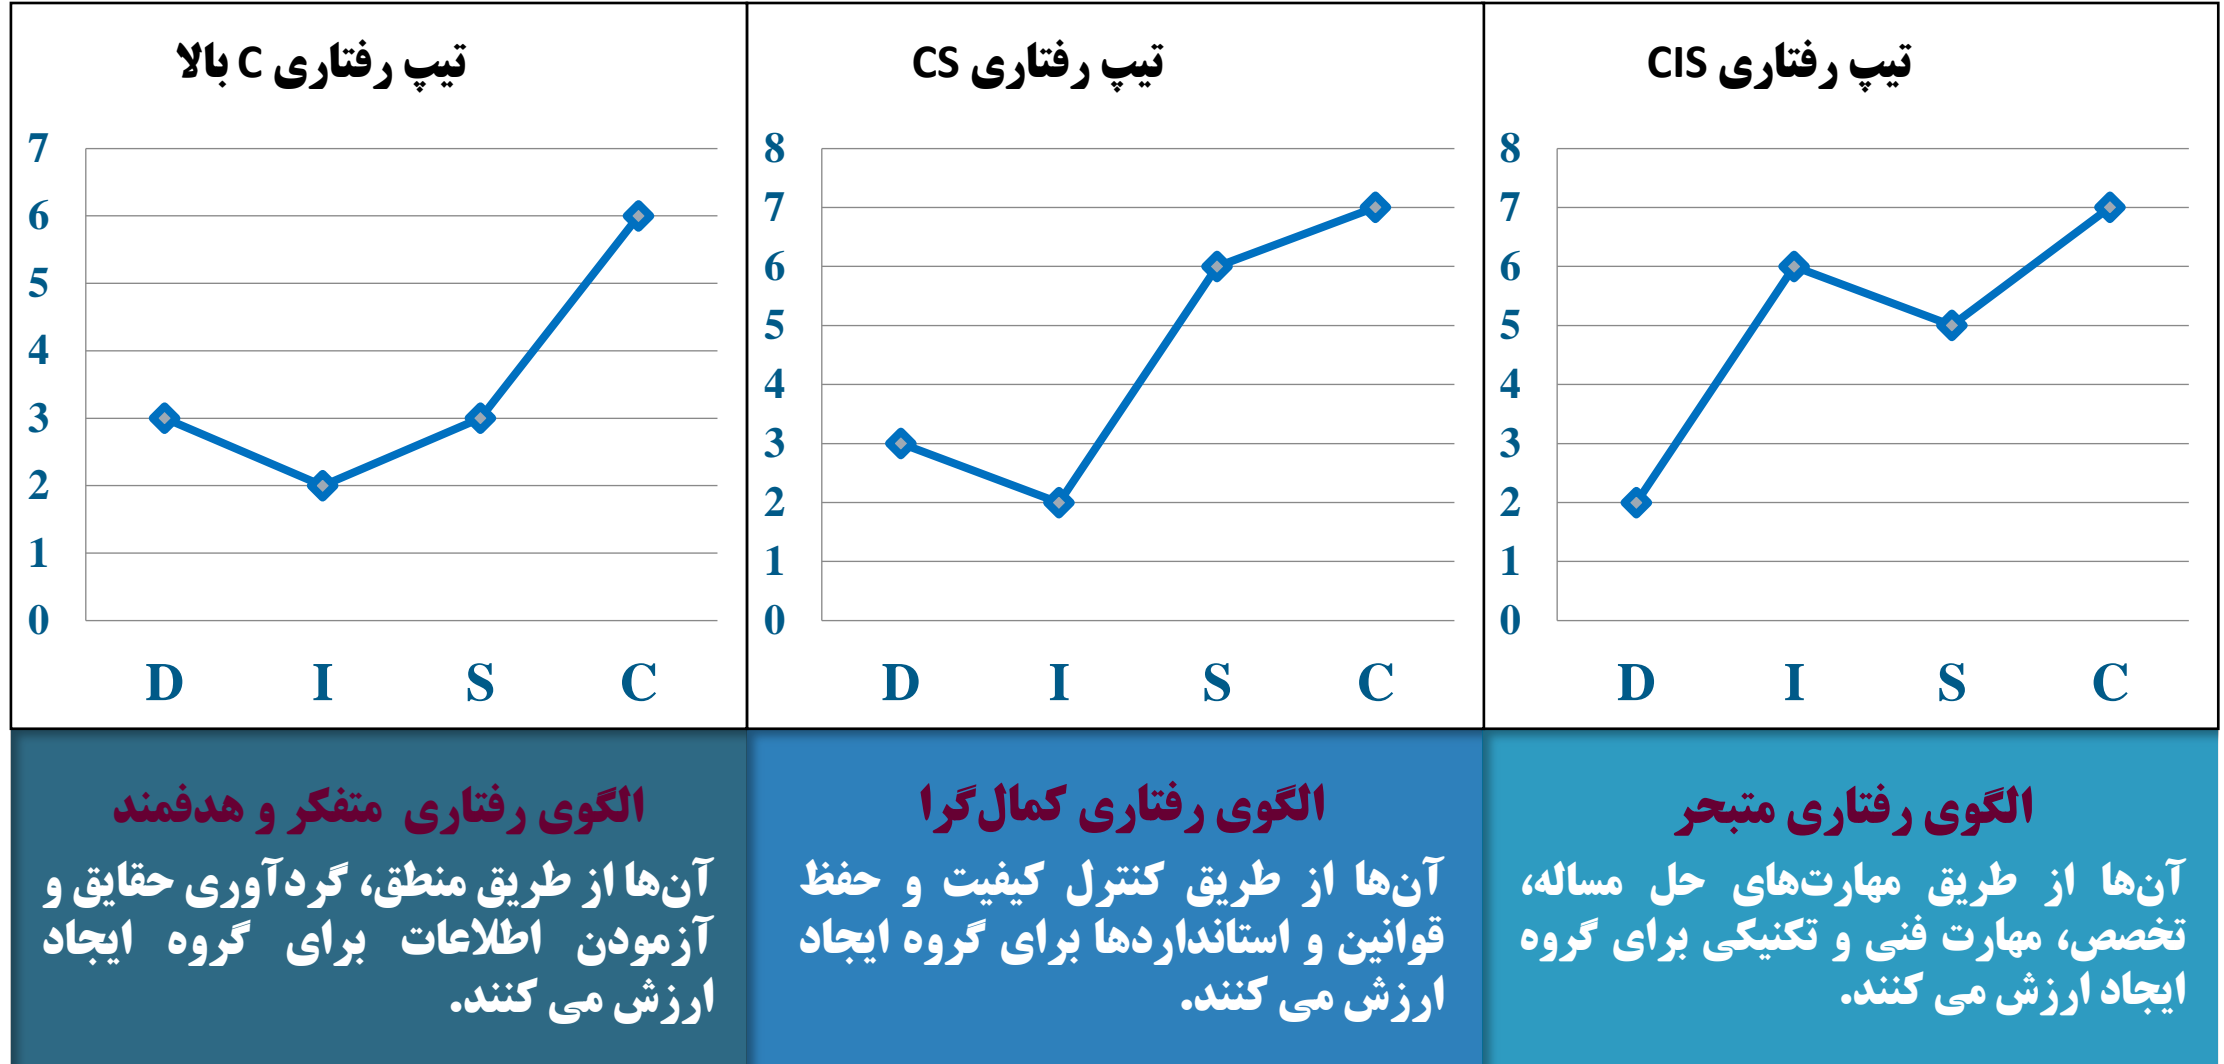 تیپ رفتاری CIS
8
7
6
5
4
3
2
1
0
D I S C
الگوی رفتاری متبحر
آن‌ها از طریق مهارت‌های حل مساله،
تخصص، مهارت فنی و تکنیکی برای گروه
ایجاد ارزش می کنند.
تیپ رفتاری CS
8
7
6
5
4
3
2
1
0
D I S C
الگوی رفتاری کمال‌گرا
آن‌ها از طریق کنترل کیفیت و حفظ
قوانین و استانداردها برای گروه ایجاد
ارزش می کنند.
تیپ رفتاری C بالا
7
6
5
4
3
2
1
0
D I S C
الگوی رفتاری متفکر و هدفمند
آن‌ها از طریق منطق، گردآوری حقایق و
آزمودن اطلاعات برای گروه ایجاد
ارزش می کنند.